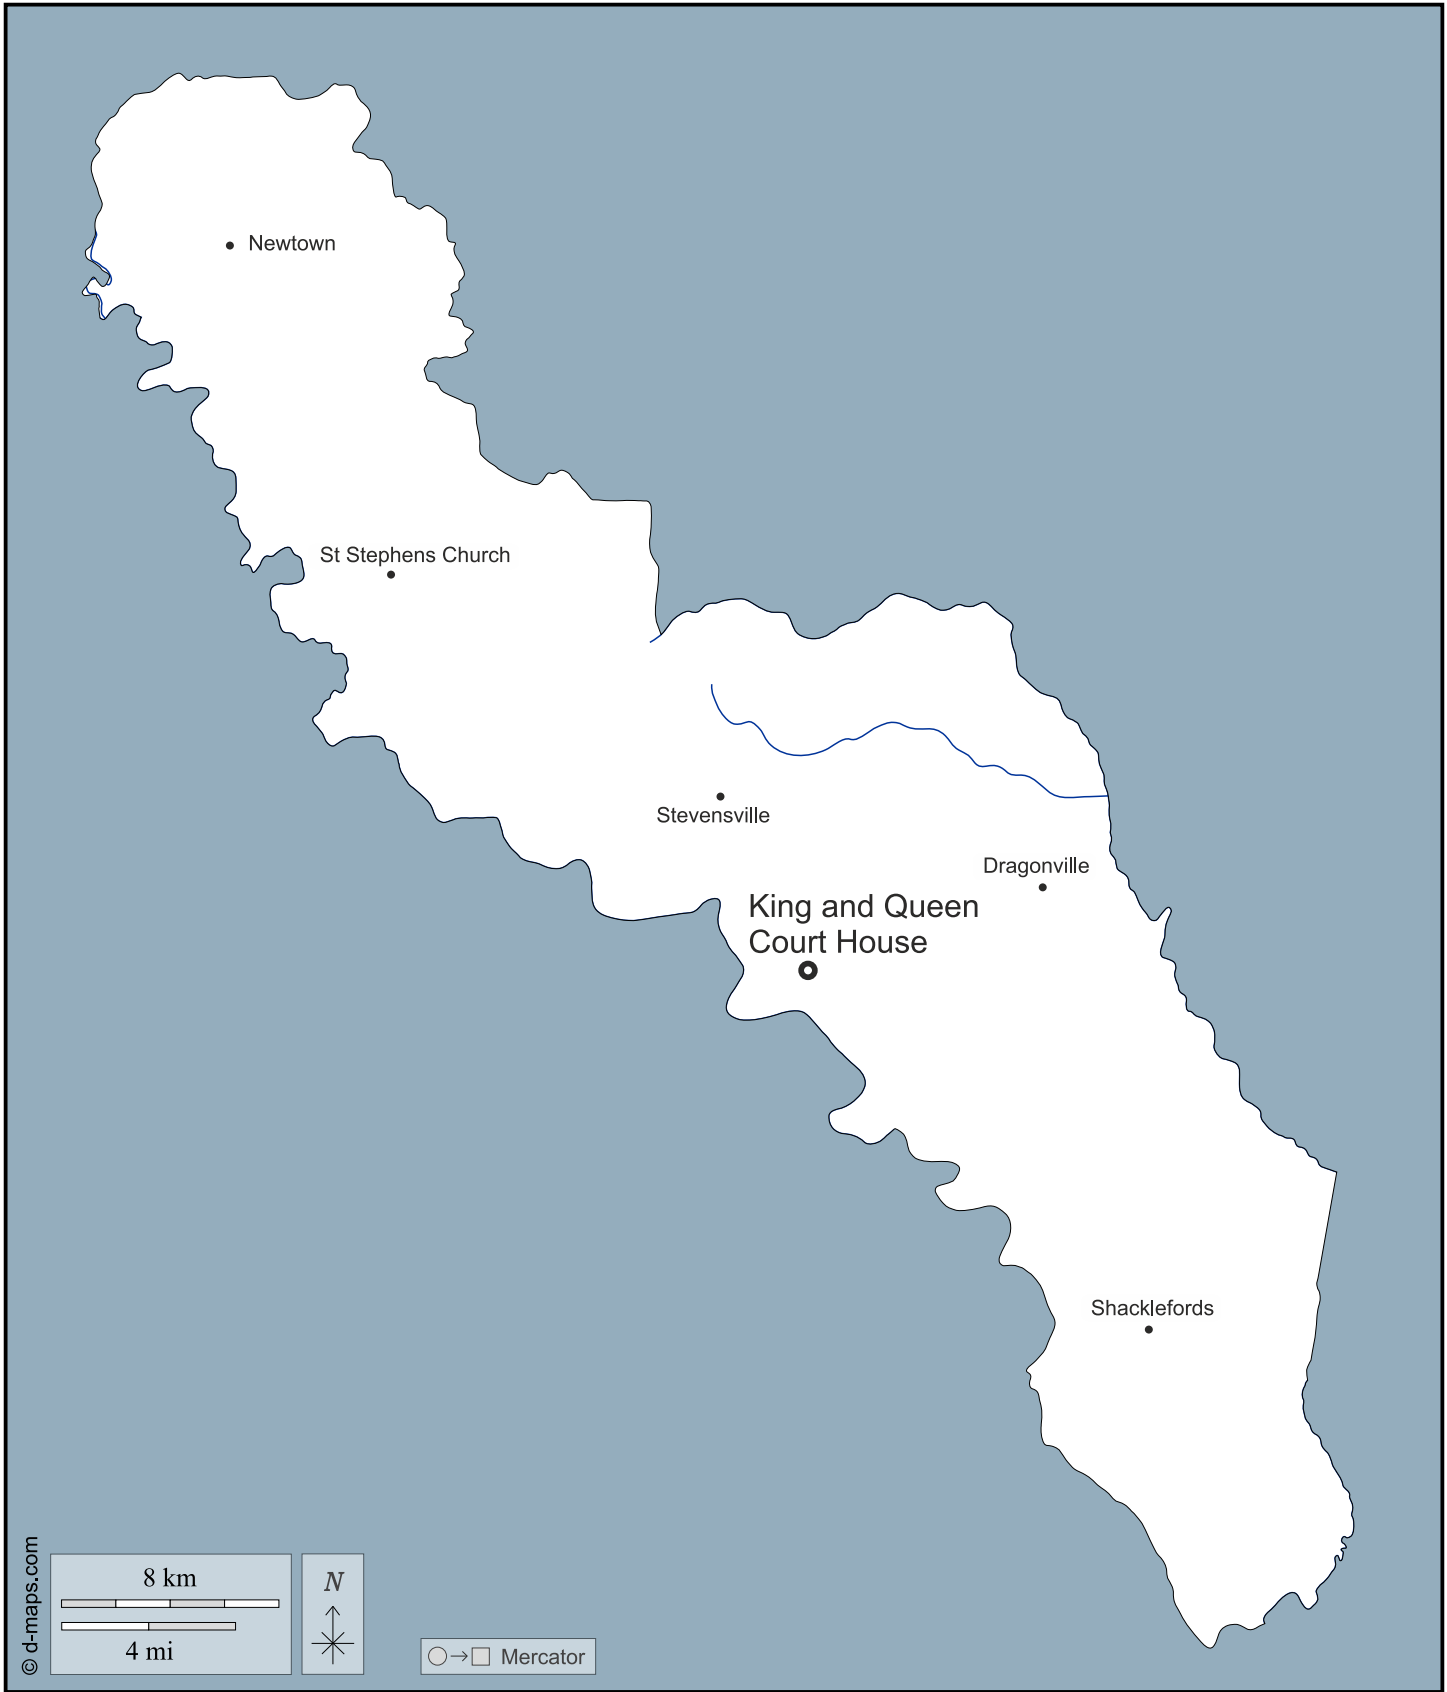 Newtown
St Stephens Church
Stevensville
Dragonville
King and Queen
Court House
Shacklefords
© d-maps.com
8 km
4 mi
N
Mercator